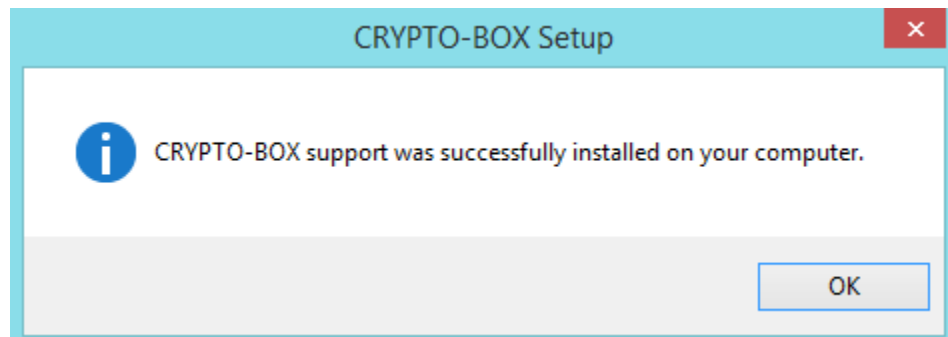 CRYPTO-BOX Setup
CRYPTO-BOX support was successfully installed on your computer.
OK